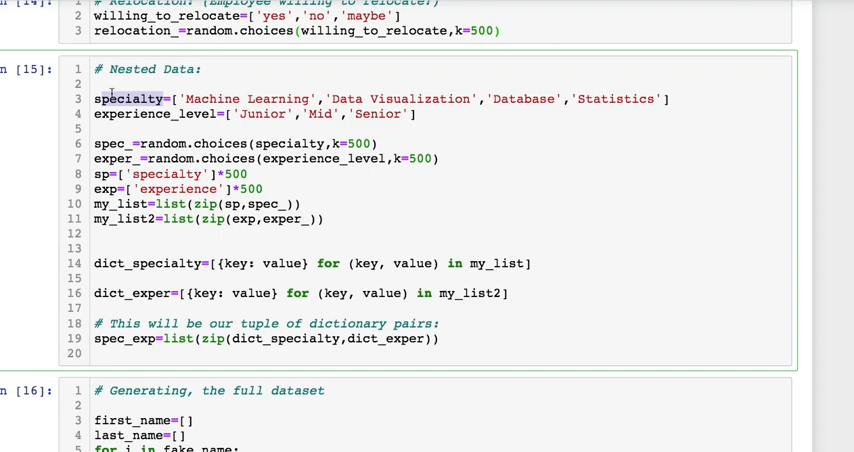 n [14]:
# Relocation: (Employee willing to relocate?)
2 willing_to_relocate=['yes','no','maybe']
3 relocation_=random.choices(willing_to_relocate,k=500)
n [15]:
1 # Nested Data:
2
3 specialty=['Machine Learning','Data Visualization','Database','Statistics']
4 experience_level=['Junior','Mid','Senior']
5
6 spec_=random.choices(specialty,k=500)
7 exper_=random.choices(experience_level,k=500)
8 sp=['specialty']*500
9 exp=['experience']*500
10 my_list=list(zip(sp,spec_))
11 my_list2=list(zip(exp,exper_))
12
13
14 dict_specialty=[{key: value} for (key, value) in my_list]
15
16 dict_exper=[{key: value} for (key, value) in my_list2]
17
18 # This will be our tuple of dictionary pairs:
19 spec_exp=list(zip(dict_specialty,dict_exper))
20
n [16]:
1 # Generating, the full dataset
2
3 first_name=[]
4 last_name=[]
5 for i in fake_name: